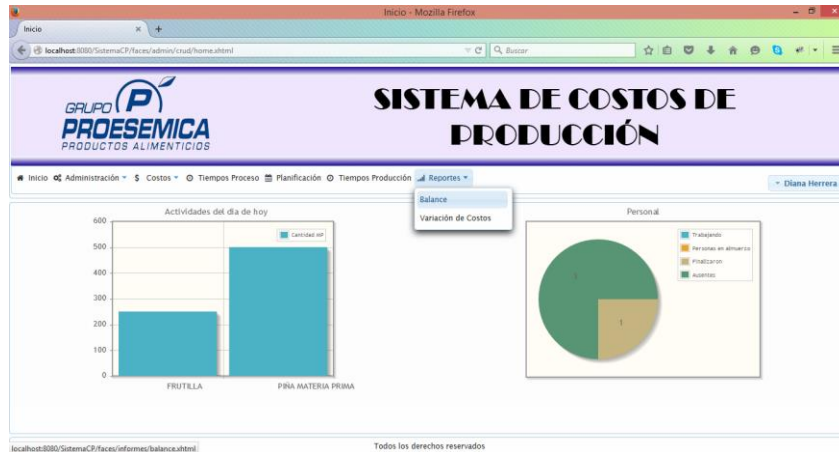 Inicio - Mozilla Firefox
Inicio
localhost:8080/SistemaCP/faces/admin/crud/home.xhtml
Buscar
GRUPO
PROESEMICA
PRODUCTOS ALIMENTICIOS
SISTEMA DE COSTOS DE
PRODUCCIÓN
Inicio Administración $ Costos Tiempos Proceso Planificación Tiempos Producción Reportes
Diana Herrera
Balance
Variación de Costos
Actividades del dia de hoy
Cantidad MP
600
500
400
300
200
100
0
FRUTILLA PIÑA MATERIA PRIMA
Personal
Trabajando
Personas en almuerzo
Finalizaron
Ausentes
1
Todos los derechos reservados
localhost:8080/SistemaCP/faces/informes/balance.xhtml